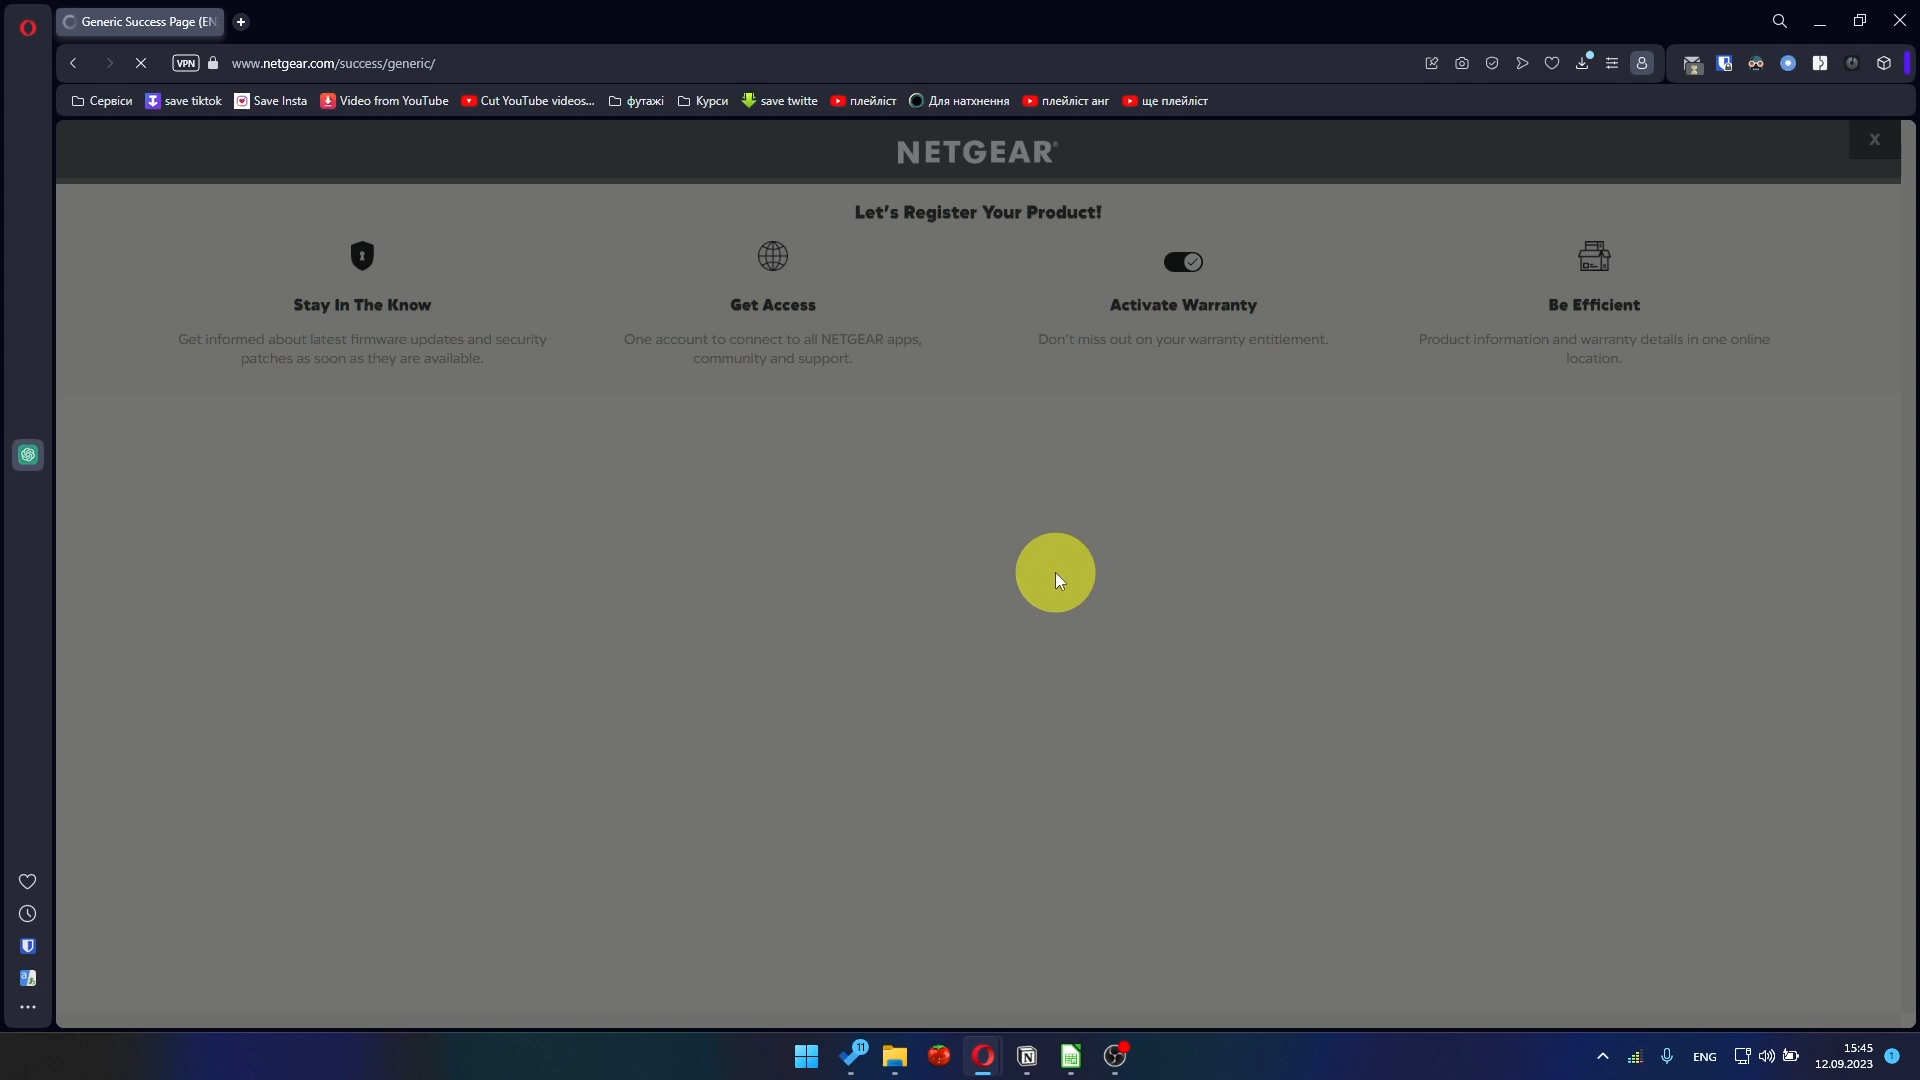 Generic Success Page (EN
VPN
www.netgear.com/success/generic/
Сервіси
save tiktok
Save Insta
Video from YouTube
Cut YouTube videos...
футажі
Курси
save twitte
плейліст
Для натхнення
плейліст анг
ще плейліст
NETGEAR®
X
Let's Register Your Product!
Stay In The Know
Get informed about latest firmware updates and security
patches as soon as they are available.
Get Access
One account to connect to all NETGEAR apps,
community and support.
Activate Warranty
Don't miss out on your warranty entitlement.
Be Efficient
Product information and warranty details in one online
location.
11
ENG
15:45
12.09.2023
1